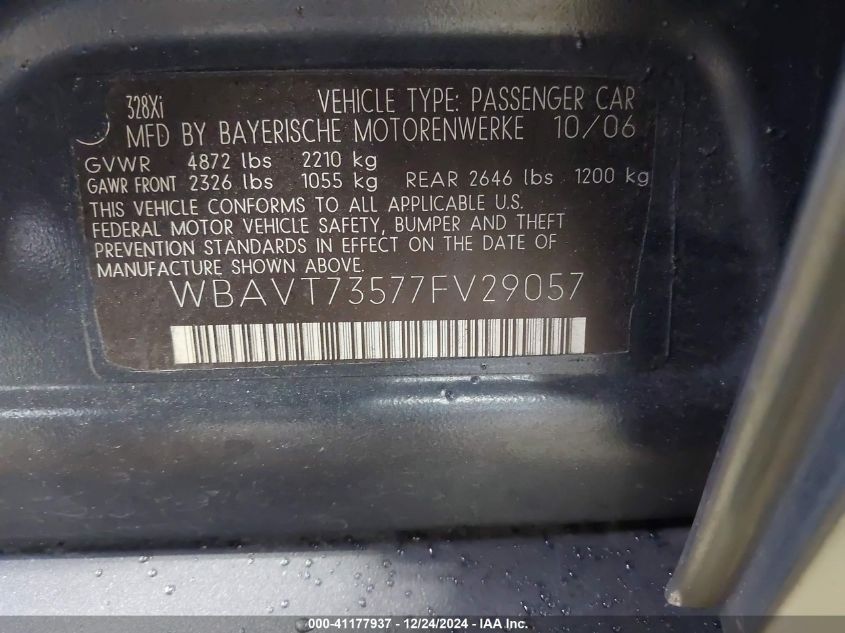 328Xi VEHICLE TYPE: PASSENGER CAR
MFD BY BAYERISCHE MOTORENWERKE 10/06
GVWR 4872 lbs 2210 kg
GAWR FRONT 2326 lbs 1055 kg REAR 2646 lbs 1200 kg
THIS VEHICLE CONFORMS TO ALL APPLICABLE U.S.
FEDERAL MOTOR VEHICLE SAFETY, BUMPER AND THEFT
PREVENTION STANDARDS IN EFFECT ON THE DATE OF
MANUFACTURE SHOWN ABOVE.
WBAVT73577FV29057
000-41177937 - 12/24/2024 - IAA Inc.